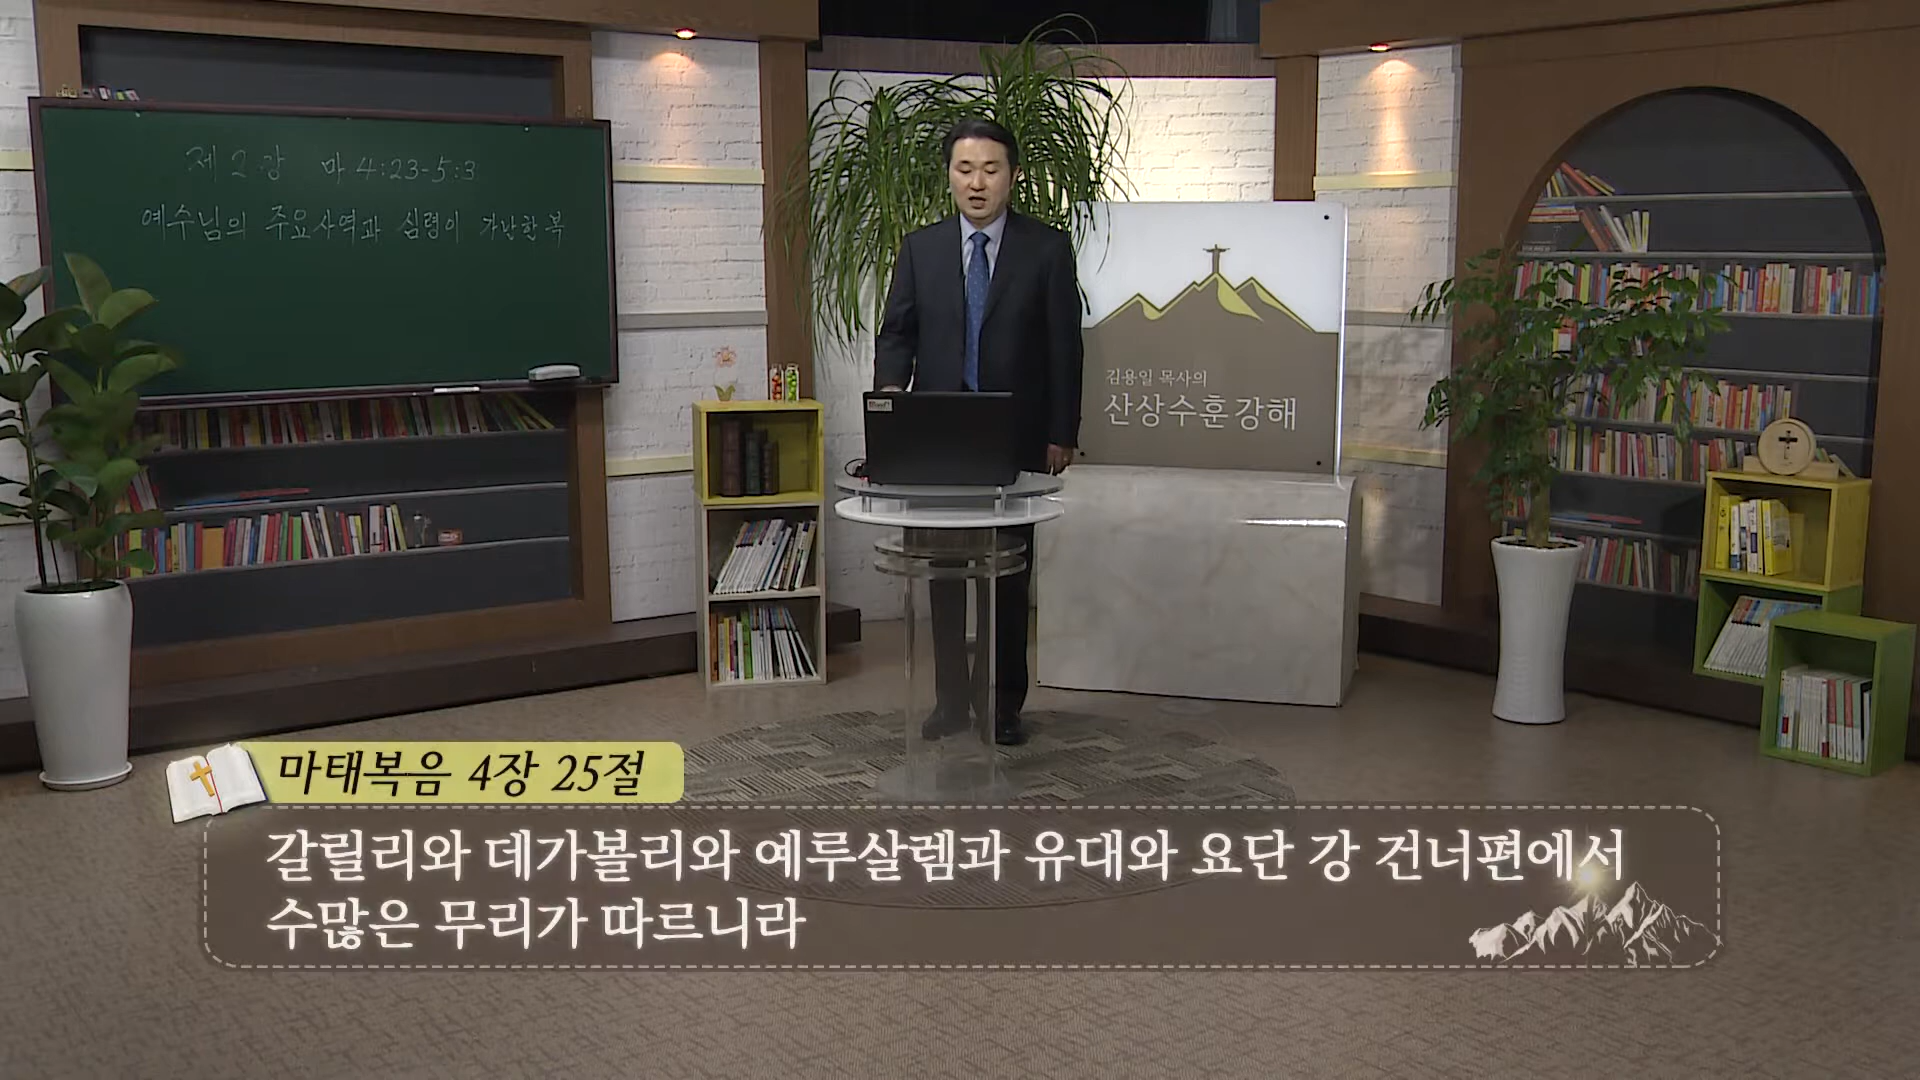 제 2 강 마 4:23-5:3
예수님의 주요사역과 심령이 가난한 복
김용일 목사의
산상수훈강해
마태복음 4장 25절
갈릴리와 데가볼리와 예루살렘과 유대와 요단 강 건너편에서
수많은 무리가 따르니라